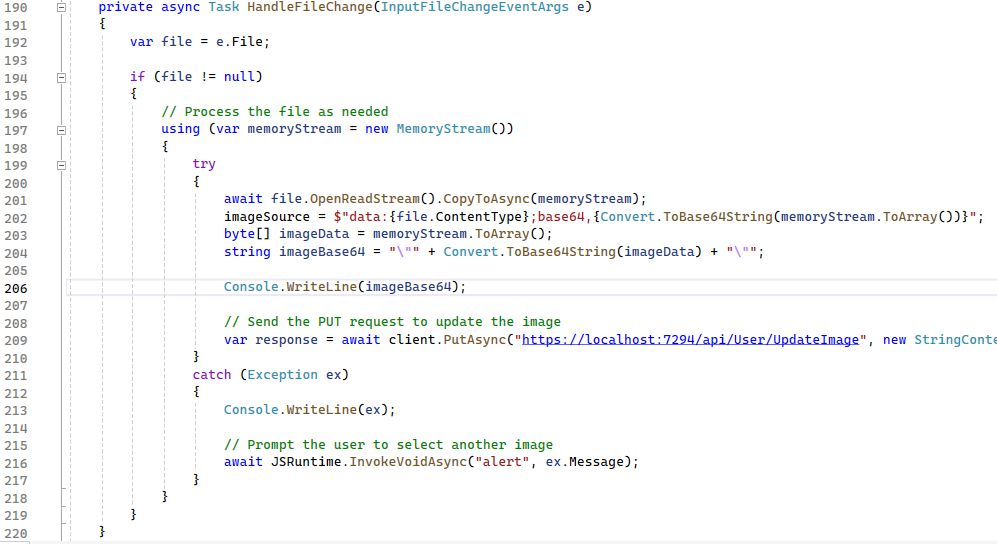 190 private async Task HandleFileChange(InputFileChangeEventArgs e)
191 {
192 var file = e.File;
193
194 if (file != null)
195 {
196 // Process the file as needed
197 using (var memoryStream = new MemoryStream())
198 {
199 try
200 {
201 await file.OpenReadStream().CopyToAsync(memoryStream);
202 imageSource = $"data:{file.ContentType};base64,{Convert.ToBase64String(memoryStream.ToArray())}";
203 byte[] imageData = memoryStream.ToArray();
204 string imageBase64 = "\"" + Convert.ToBase64String(imageData) + "\"";
205
206 Console.WriteLine(imageBase64);
207
208 // Send the PUT request to update the image
209 var response = await client.PutAsync("https://localhost:7294/api/User/UpdateImage", new StringConte
210 }
211 catch (Exception ex)
212 {
213 Console.WriteLine(ex);
214
215 // Prompt the user to select another image
216 await JSRuntime.InvokeVoidAsync("alert", ex.Message);
217 }
218 }
219 }
220 }